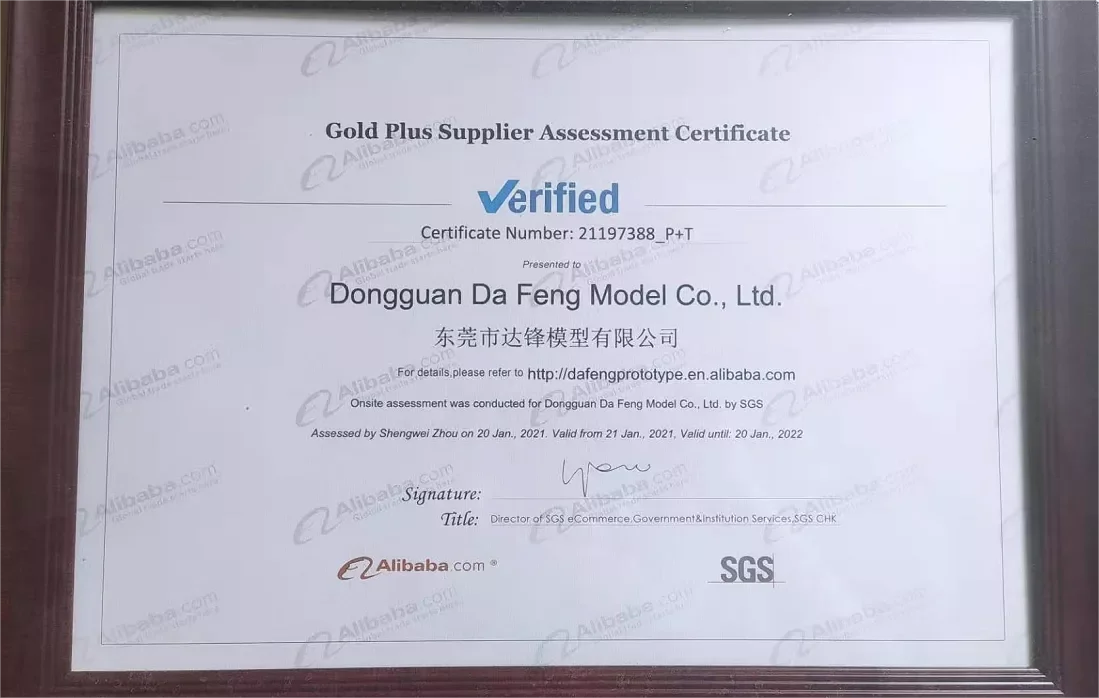 Gold Plus Supplier Assessment Certificate
Verified
Certificate Number: 21197388_P+T
Presented to
Dongguan Da Feng Model Co., Ltd.
东莞市达锋模型有限公司
For details,please refer to http://dafengprototype.en.alibaba.com
Onsite assessment was conducted for Dongguan Da Feng Model Co., Ltd. by SGS
Assessed by Shengwei Zhou on 20 Jan., 2021. Valid from 21 Jan., 2021, Valid until: 20 Jan., 2022
Signature:
Title: Director of SGS eCommerce,Government&Institution Services,SGS CHK
Alibaba.com ®
SGS